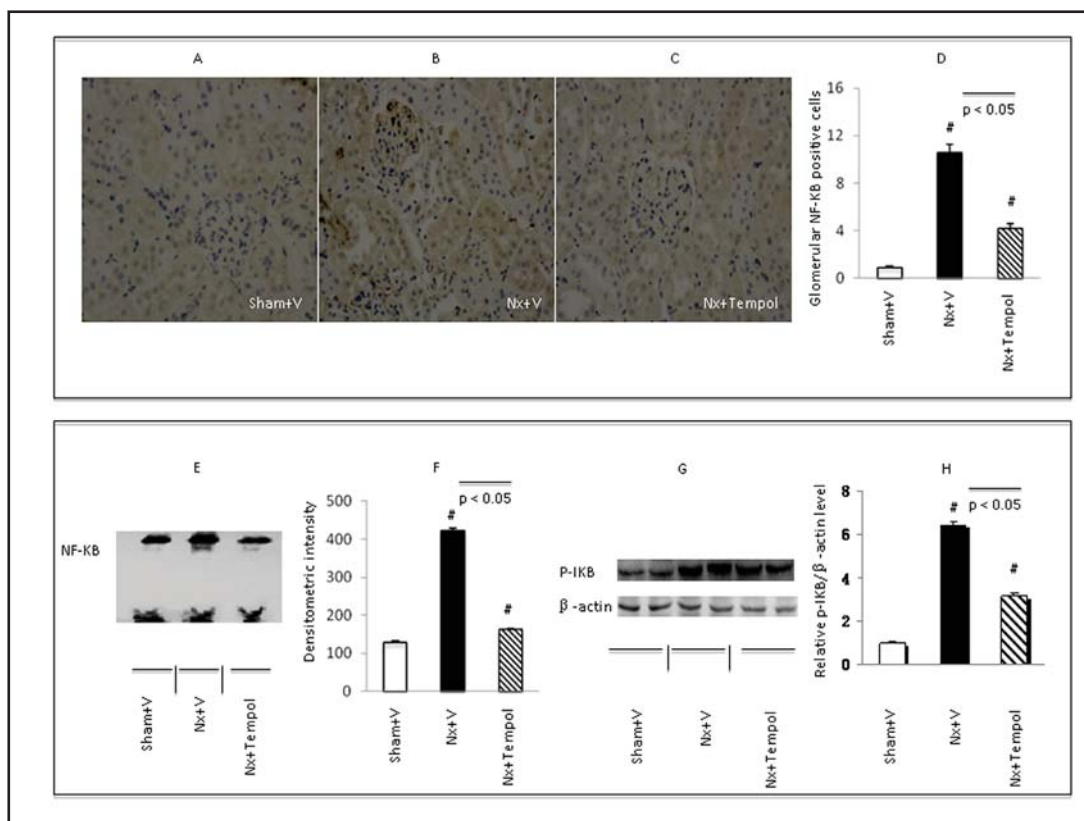 A
B
C
D
Sham+V
Nx+V
Nx+Tempol
Glomerular NF-KB positive cells
16
12
8
4
0
p < 0.05
#
#
Sham+V
Nx+V
Nx+Tempol
E
F
G
H
NF-KB
Sham+V
Nx+V
Nx+Tempol
Densitometric intensity
500
400
300
200
100
0
p < 0.05
#
#
Sham+V
Nx+V
Nx+Tempol
P-IKB
β-actin
Sham+V
Nx+V
Nx+Tempol
Relative p-IKB/β-actin level
8
6
4
2
0
p < 0.05
#
#
Sham+V
Nx+V
Nx+Tempol